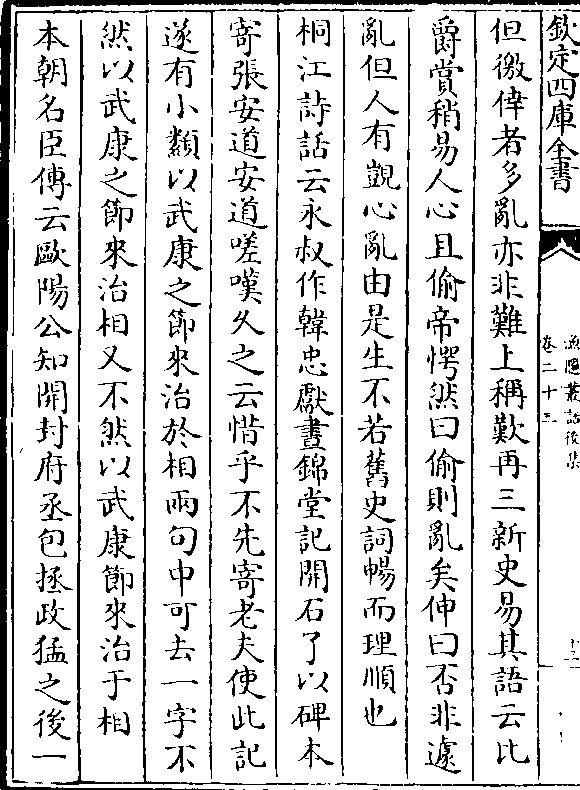 欽定四庫全書
漁隱叢話後集
卷二十三
但徼倖者多亂亦非難上稱歎再三新史易其語云比
爵賞稍易人心且偷帝愕然曰偷則亂矣伸曰否非遽
亂但人有覬心亂由是生不若舊史詞暢而理順也
桐江詩話云永叔作韓忠獻晝錦堂記開石了以碑本
寄張安道安道嗟嘆久之云惜乎不先寄老夫使此記
遂有小纇以武康之節來治於相兩句中可去一字不
然以武康之節來治相又不然以武康節來治于相
本朝名臣傳云歐陽公知開封府丞包拯政猛之後一